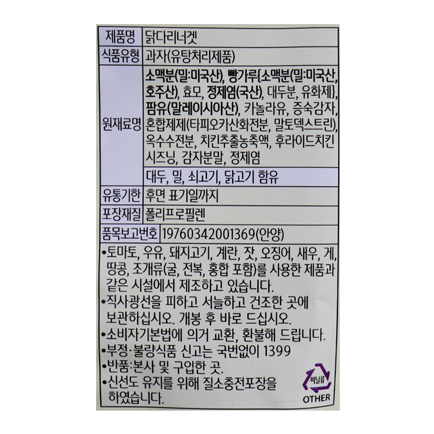 제품명 닭다리너겟
식품유형 과자(유탕처리제품)
원재료명 소맥분(밀:미국산), 빵가루[소맥분(밀:미국산,
호주산), 효모, 정제염(국산), 대두분, 유화제],
팜유(말레이시아산), 카놀라유, 증숙감자,
혼합제제(타피오카산화전분, 말토덱스트린),
옥수수전분, 치킨추출농축액, 후라이드치킨
시즈닝, 감자분말, 정제염
대두, 밀, 쇠고기, 닭고기 함유
유통기한 후면 표기일까지
포장재질 폴리프로필렌
품목보고번호 19760342001369(안양)
•토마토, 우유, 돼지고기, 계란, 잣, 오징어, 새우, 게,
땅콩, 조개류(굴, 전복, 홍합 포함)를 사용한 제품과
같은 시설에서 제조하고 있습니다.
•직사광선을 피하고 서늘하고 건조한 곳에
보관하십시오. 개봉 후 바로 드십시오.
•소비자기본법에 의거 교환, 환불해 드립니다.
•부정·불량식품 신고는 국번없이 1399
•반품:본사 및 구입한 곳.
•신선도 유지를 위해 질소충전포장을
하였습니다.
비닐류
OTHER